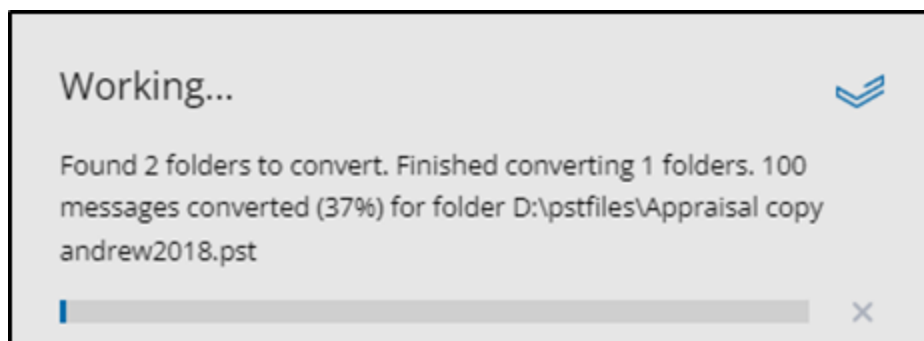 Working...
Found 2 folders to convert. Finished converting 1 folders. 100
messages converted (37%) for folder D:\pstfiles\Appraisal copy
andrew2018.pst